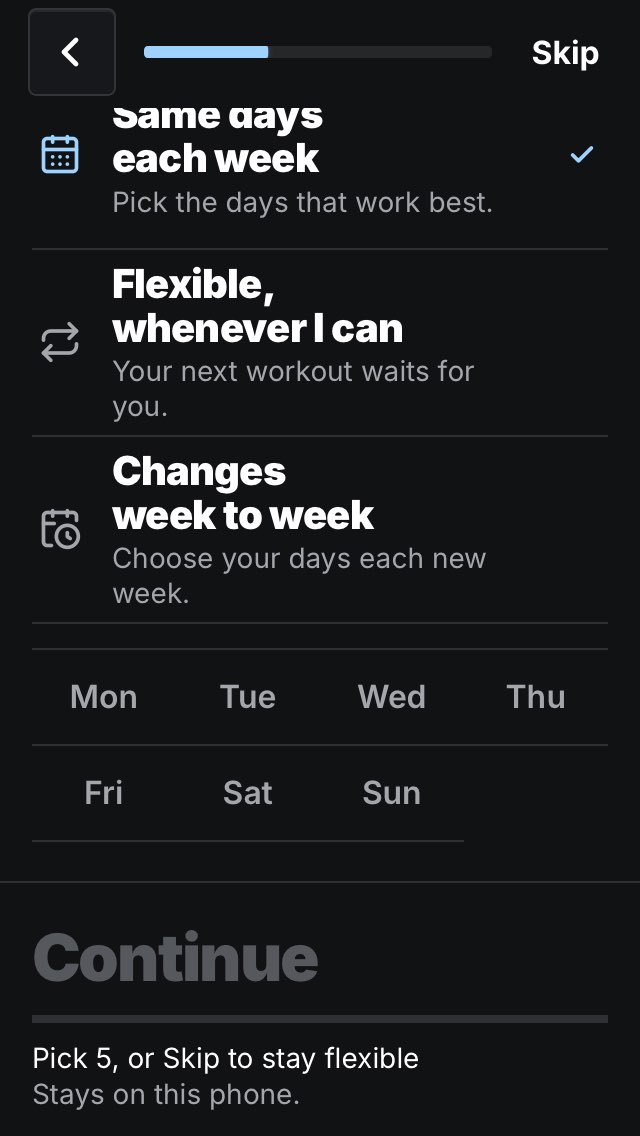 Skip
Same days
each week
Pick the days that work best.
Flexible,
whenever I can
Your next workout waits for
you.
Changes
week to week
Choose your days each new
week.
Mon Tue Wed Thu
Fri Sat Sun
Continue
Pick 5, or Skip to stay flexible
Stays on this phone.